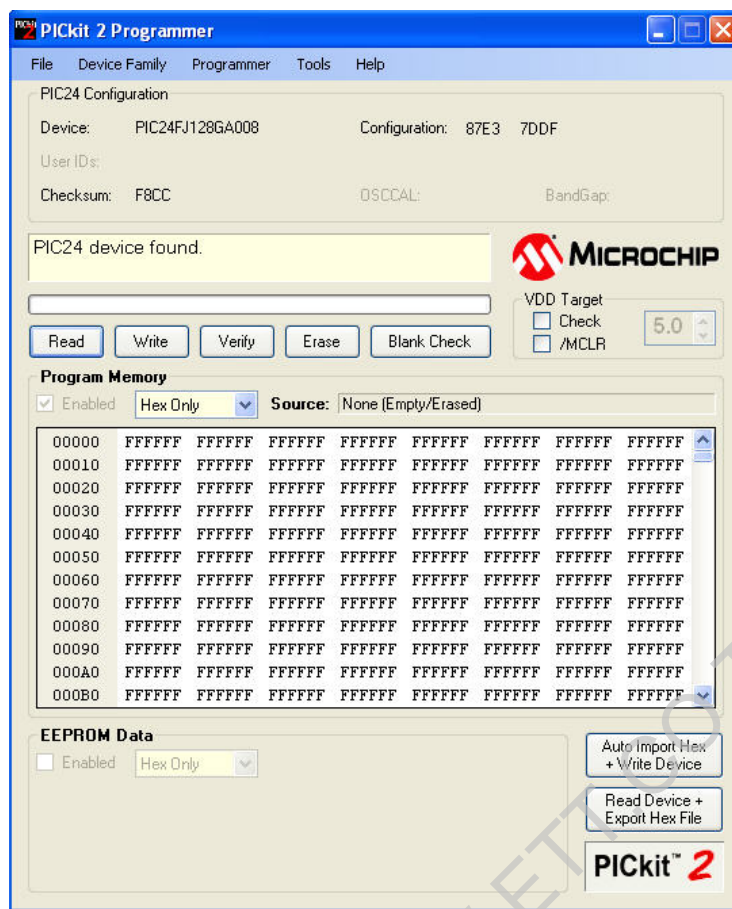 PICkit 2 Programmer
File Device Family Programmer Tools Help
PIC24 Configuration
Device: PIC24FJ128GA008 Configuration: 87E3 7DDF
User IDs:
Checksum: F8CC OSCCAL: BandGap:
PIC24 device found.
MICROCHIP
VDD Target
Check
/MCLR
5.0
Read Write Verify Erase Blank Check
Program Memory
Enabled Hex Only Source: None (Empty/Erased)
00000 FFFFFF FFFFFF FFFFFF FFFFFF FFFFFF FFFFFF FFFFFF FFFFFF
00010 FFFFFF FFFFFF FFFFFF FFFFFF FFFFFF FFFFFF FFFFFF FFFFFF
00020 FFFFFF FFFFFF FFFFFF FFFFFF FFFFFF FFFFFF FFFFFF FFFFFF
00030 FFFFFF FFFFFF FFFFFF FFFFFF FFFFFF FFFFFF FFFFFF FFFFFF
00040 FFFFFF FFFFFF FFFFFF FFFFFF FFFFFF FFFFFF FFFFFF FFFFFF
00050 FFFFFF FFFFFF FFFFFF FFFFFF FFFFFF FFFFFF FFFFFF FFFFFF
00060 FFFFFF FFFFFF FFFFFF FFFFFF FFFFFF FFFFFF FFFFFF FFFFFF
00070 FFFFFF FFFFFF FFFFFF FFFFFF FFFFFF FFFFFF FFFFFF FFFFFF
00080 FFFFFF FFFFFF FFFFFF FFFFFF FFFFFF FFFFFF FFFFFF FFFFFF
00090 FFFFFF FFFFFF FFFFFF FFFFFF FFFFFF FFFFFF FFFFFF FFFFFF
000A0 FFFFFF FFFFFF FFFFFF FFFFFF FFFFFF FFFFFF FFFFFF FFFFFF
000B0 FFFFFF FFFFFF FFFFFF FFFFFF FFFFFF FFFFFF FFFFFF FFFFFF
EEPROM Data
Enabled Hex Only
Auto Import Hex
+ Write Device
Read Device +
Export Hex File
PICkit™ 2